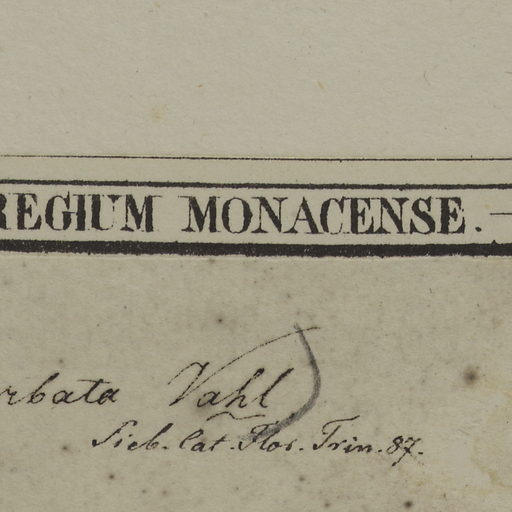 REGIUM MONACENSE.
rbata Vahl
Sieb. Cat. Flor. Trin. 87.